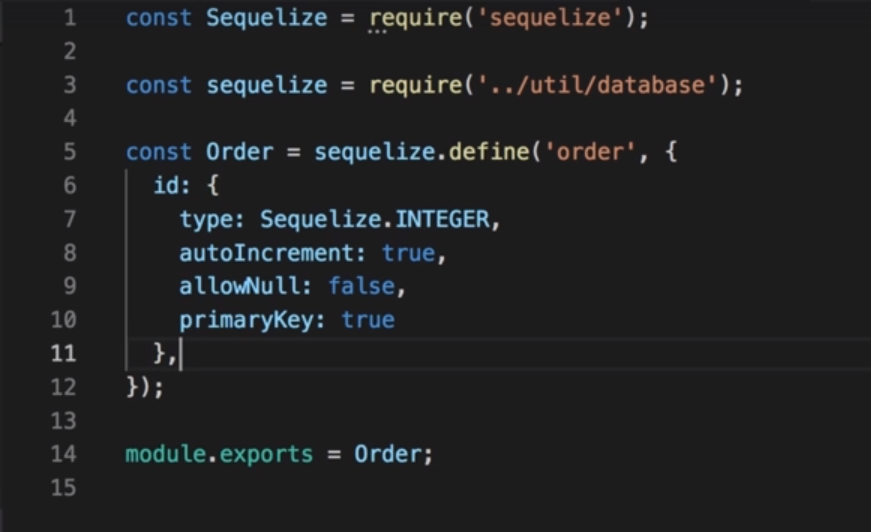 1 const Sequelize = require('sequelize');
2
3 const sequelize = require('../util/database');
4
5 const Order = sequelize.define('order', {
6 id: {
7 type: Sequelize.INTEGER,
8 autoIncrement: true,
9 allowNull: false,
10 primaryKey: true
11 },
12 });
13
14 module.exports = Order;
15